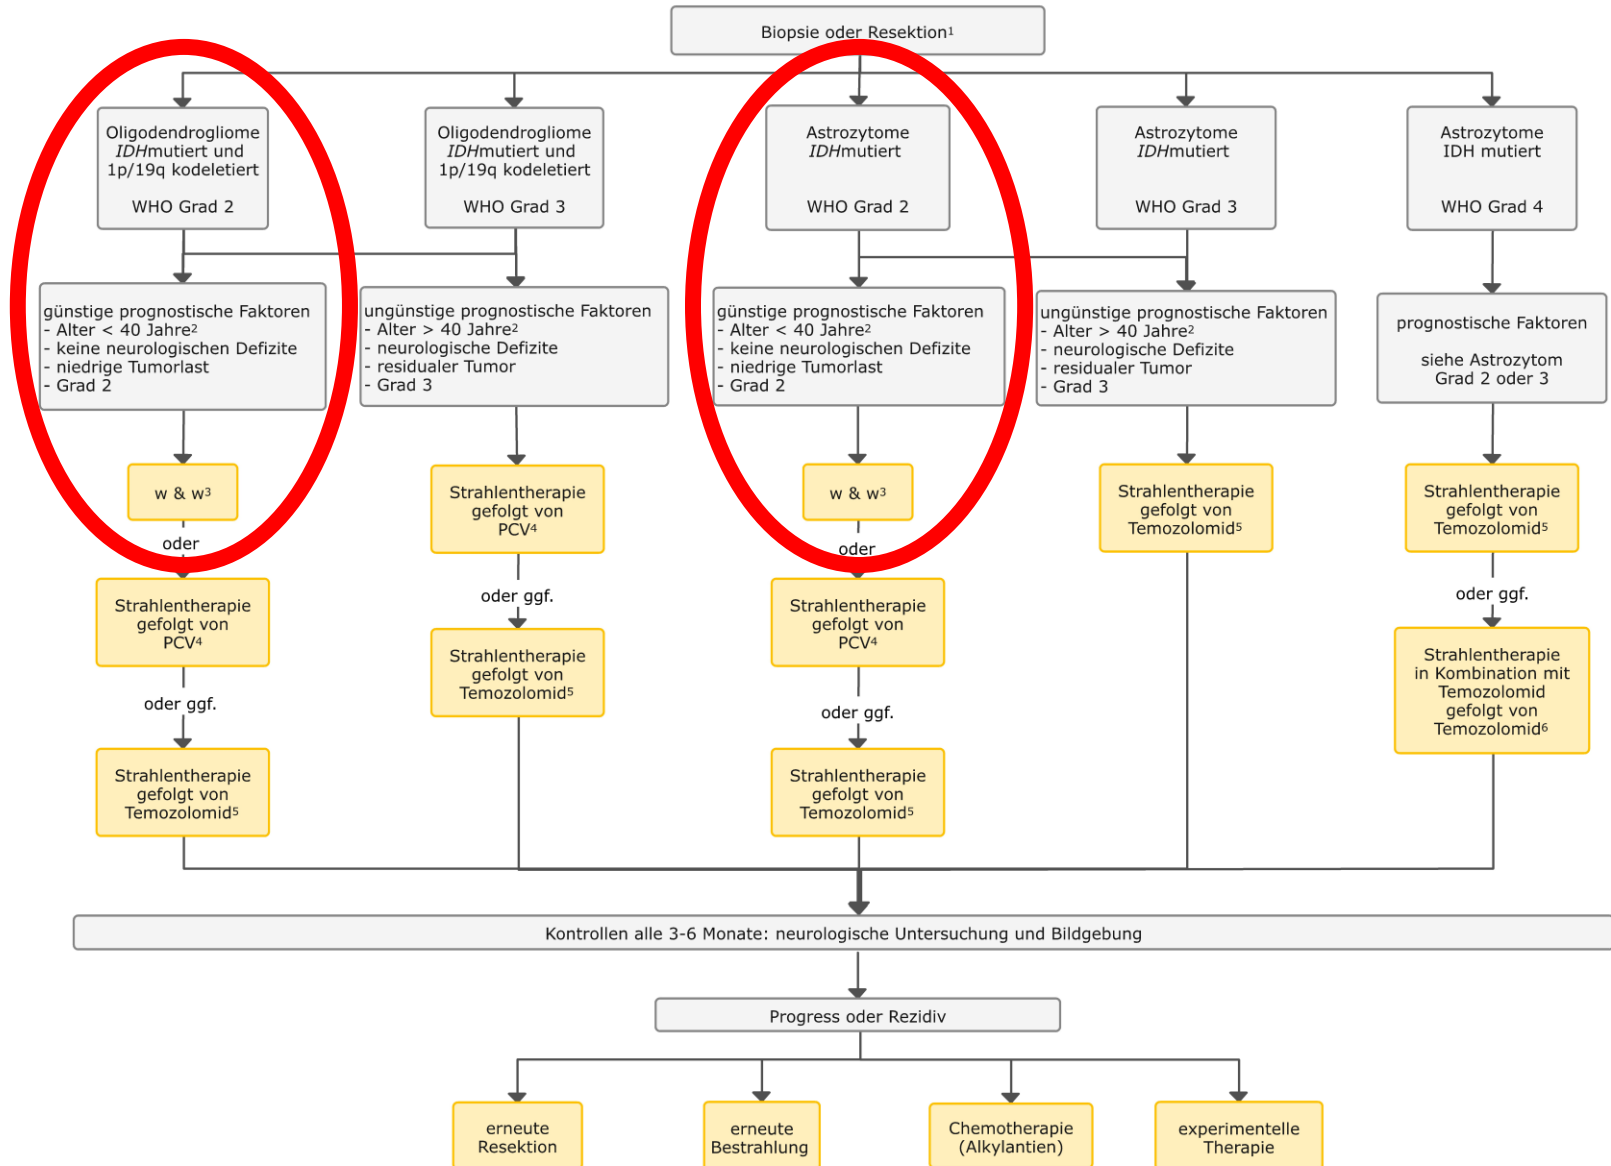 Biopsie oder Resektion¹
Oligodendrogliome
IDHmutiert und
1p/19q kodeletiert
WHO Grad 2
Oligodendrogliome
IDHmutiert und
1p/19q kodeletiert
WHO Grad 3
Astrozytome
IDHmutiert
WHO Grad 2
Astrozytome
IDHmutiert
WHO Grad 3
Astrozytome
IDH mutiert
WHO Grad 4
günstige prognostische Faktoren
- Alter < 40 Jahre²
- keine neurologischen Defizite
- niedrige Tumorlast
- Grad 2
ungünstige prognostische Faktoren
- Alter > 40 Jahre²
- neurologische Defizite
- residualer Tumor
- Grad 3
günstige prognostische Faktoren
- Alter < 40 Jahre²
- keine neurologischen Defizite
- niedrige Tumorlast
- Grad 2
ungünstige prognostische Faktoren
- Alter > 40 Jahre²
- neurologische Defizite
- residualer Tumor
- Grad 3
prognostische Faktoren
siehe Astrozytom
Grad 2 oder 3
w & w³
oder
Strahlentherapie
gefolgt von
PCV⁴
oder ggf.
Strahlentherapie
gefolgt von
Temozolomid⁵
Strahlentherapie
gefolgt von
PCV⁴
oder ggf.
Strahlentherapie
gefolgt von
Temozolomid⁵
w & w³
oder
Strahlentherapie
gefolgt von
PCV⁴
oder ggf.
Strahlentherapie
gefolgt von
Temozolomid⁵
Strahlentherapie
gefolgt von
Temozolomid⁵
Strahlentherapie
gefolgt von
Temozolomid⁵
oder ggf.
Strahlentherapie
in Kombination mit
Temozolomid
gefolgt von
Temozolomid⁶
Kontrollen alle 3-6 Monate: neurologische Untersuchung und Bildgebung
Progress oder Rezidiv
erneute
Resektion
erneute
Bestrahlung
Chemotherapie
(Alkylantien)
experimentelle
Therapie